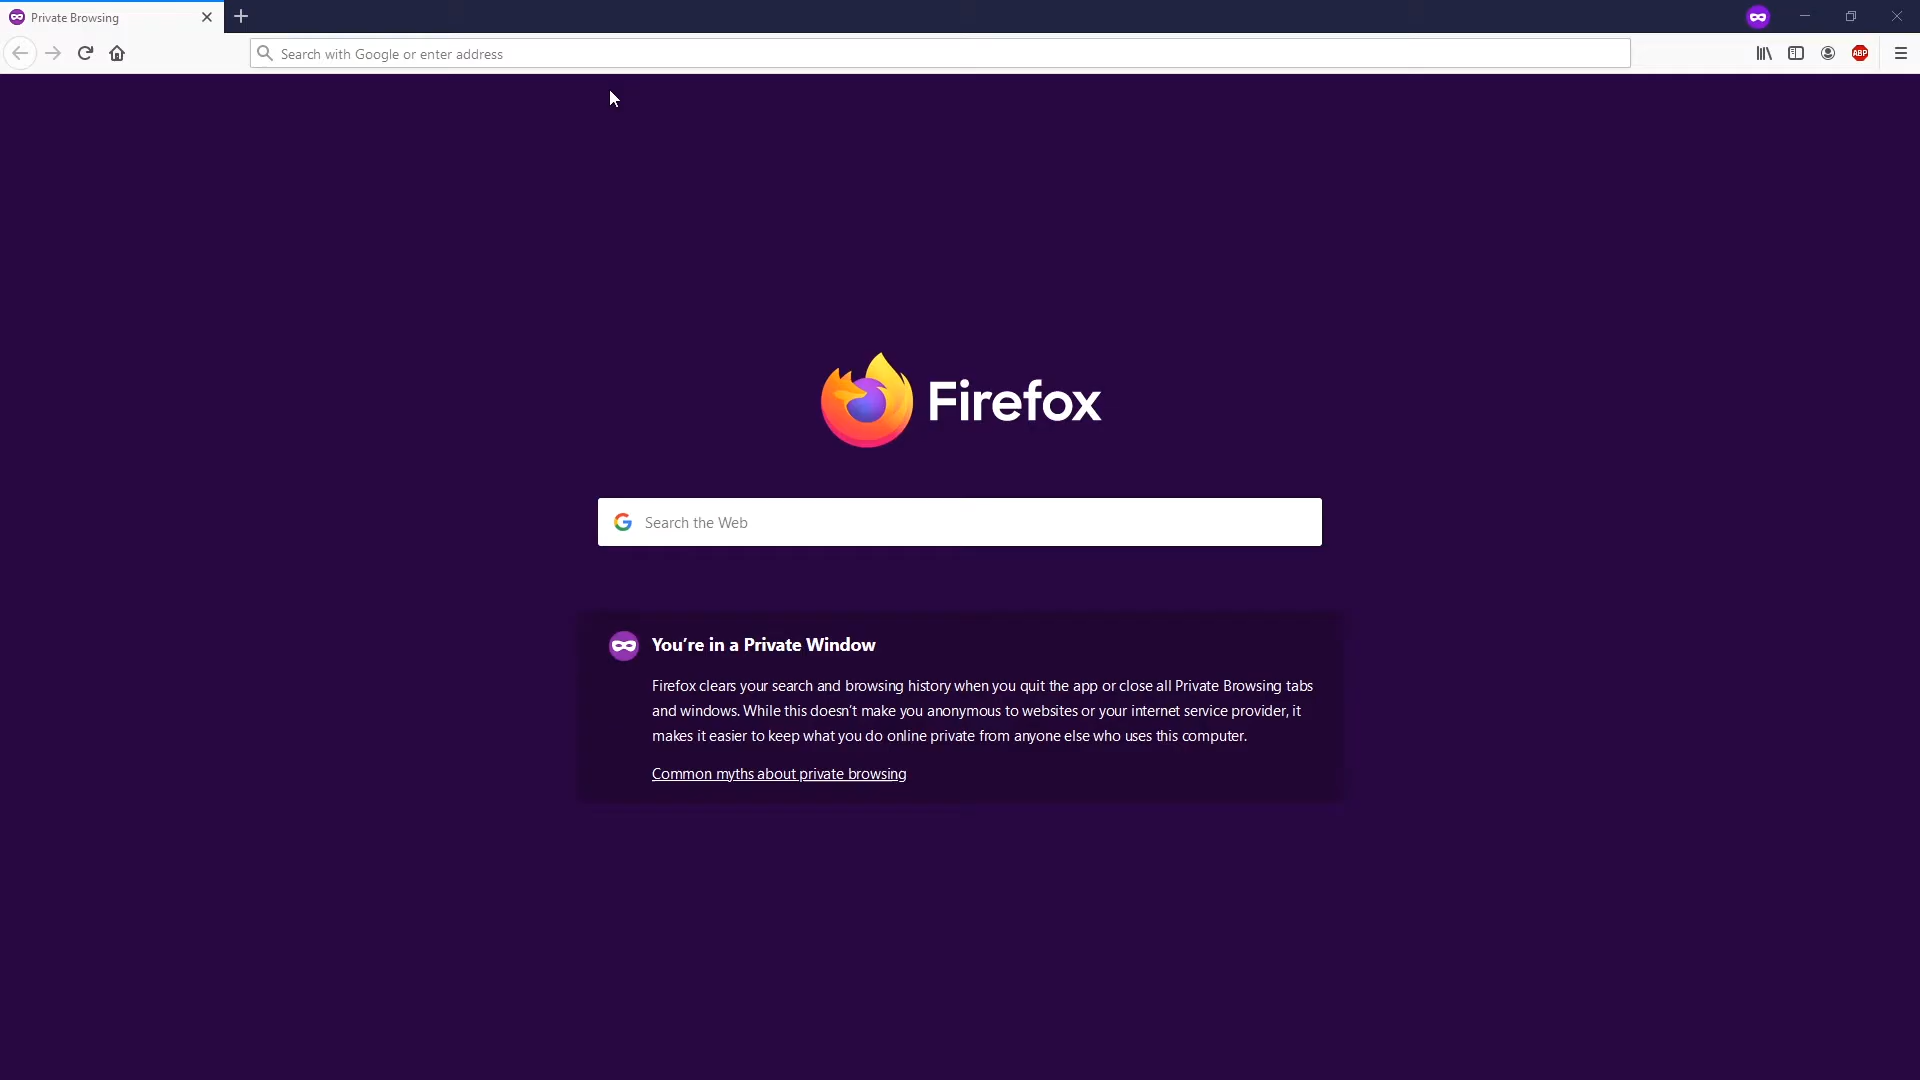 Private Browsing
Search with Google or enter address
ABP
Firefox
Search the Web
You're in a Private Window
Firefox clears your search and browsing history when you quit the app or close all Private Browsing tabs
and windows. While this doesn't make you anonymous to websites or your internet service provider, it
makes it easier to keep what you do online private from anyone else who uses this computer.
Common myths about private browsing